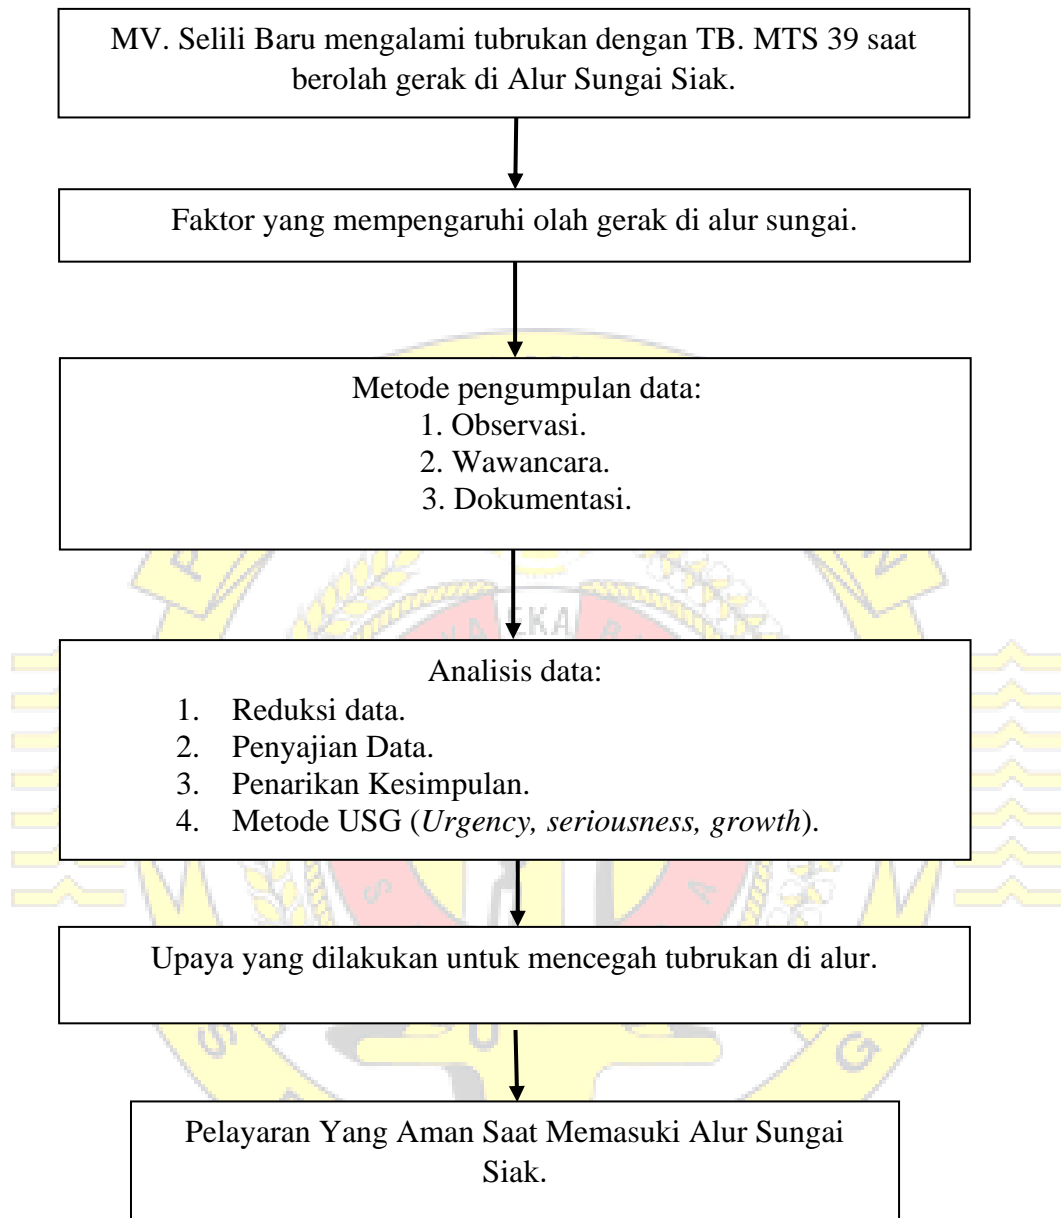 MV. Selili Baru mengalami tubrukan dengan TB. MTS 39 saat
berolah gerak di Alur Sungai Siak.
Faktor yang mempengaruhi olah gerak di alur sungai.
Metode pengumpulan data:
1. Observasi.
2. Wawancara.
3. Dokumentasi.
EKA
Analisis data:
1. Reduksi data.
2. Penyajian Data.
3. Penarikan Kesimpulan.
4. Metode USG (Urgency, seriousness, growth).
Upaya yang dilakukan untuk mencegah tubrukan di alur.
Pelayaran Yang Aman Saat Memasuki Alur Sungai
Siak.